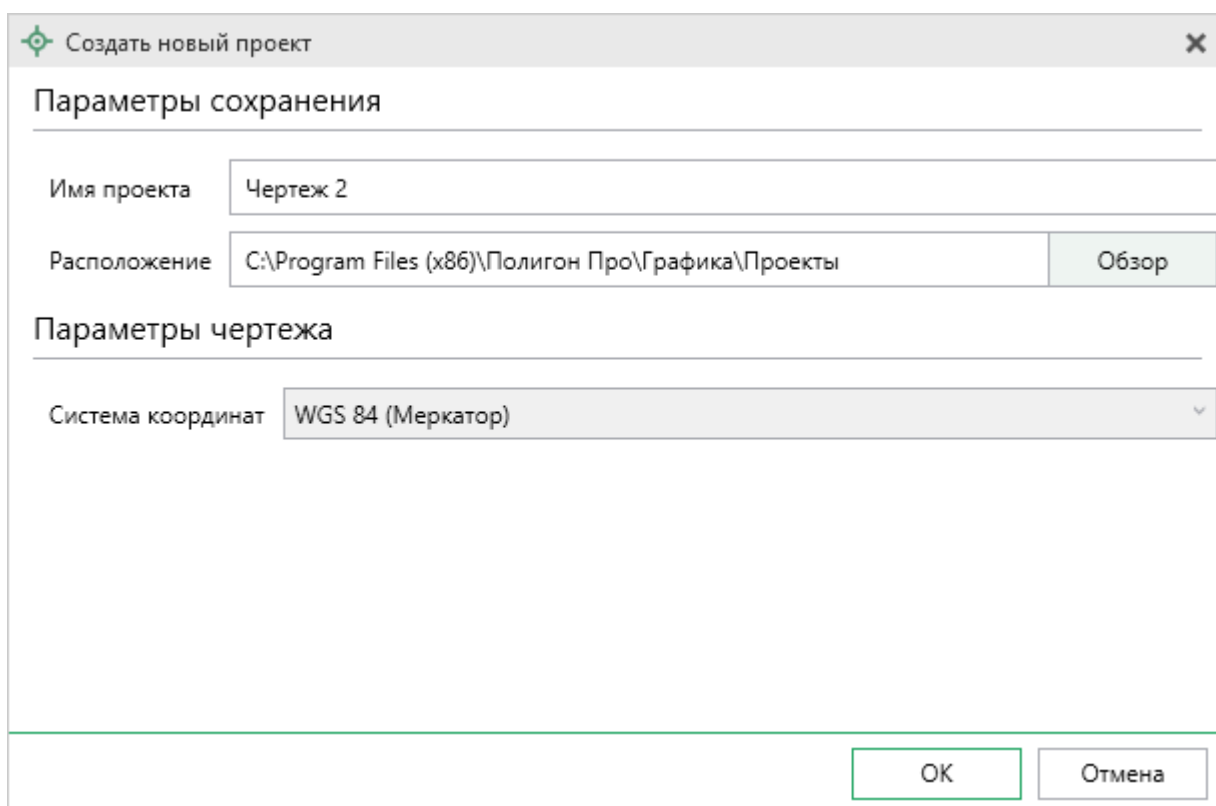 Создать новый проект
Параметры сохранения
Имя проекта Чертеж 2
Расположение C:\Program Files (x86)\Полигон Про\Графика\Проекты Обзор
Параметры чертежа
Система координат WGS 84 (Меркатор)
OK Отмена